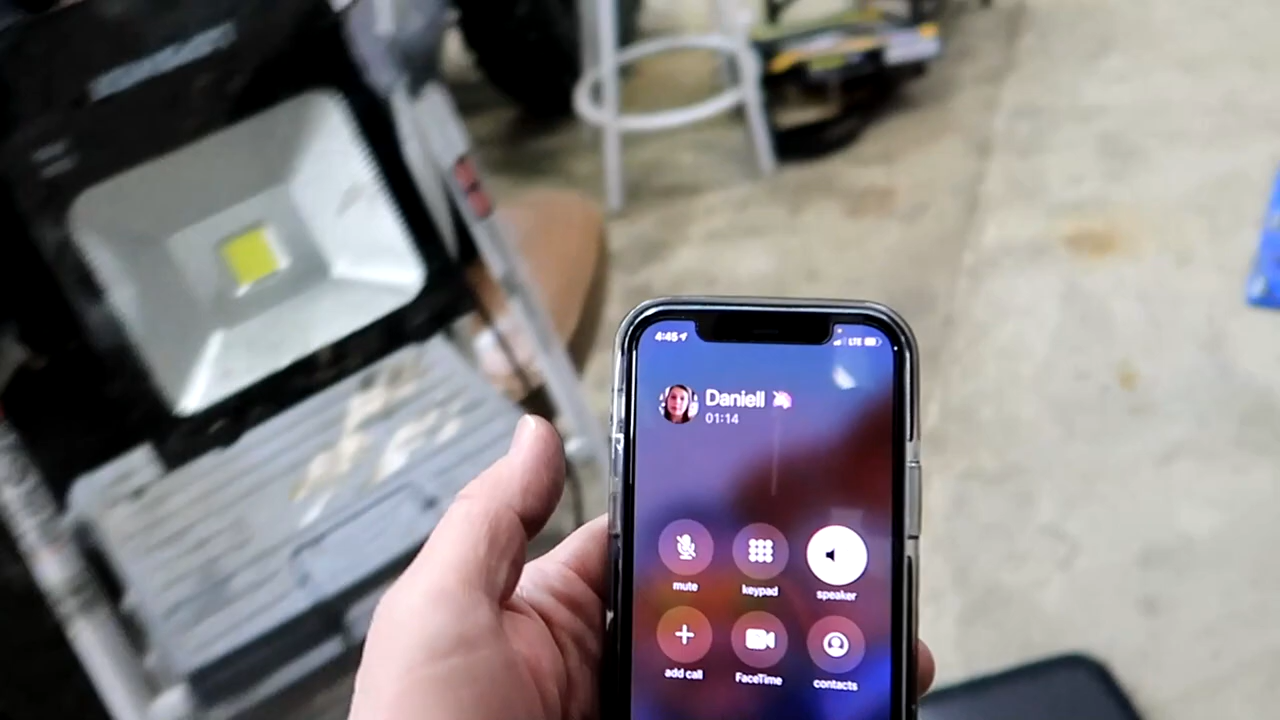 4:45
LTE
Daniell
01:14
mute
keypad
speaker
add call
FaceTime
contacts